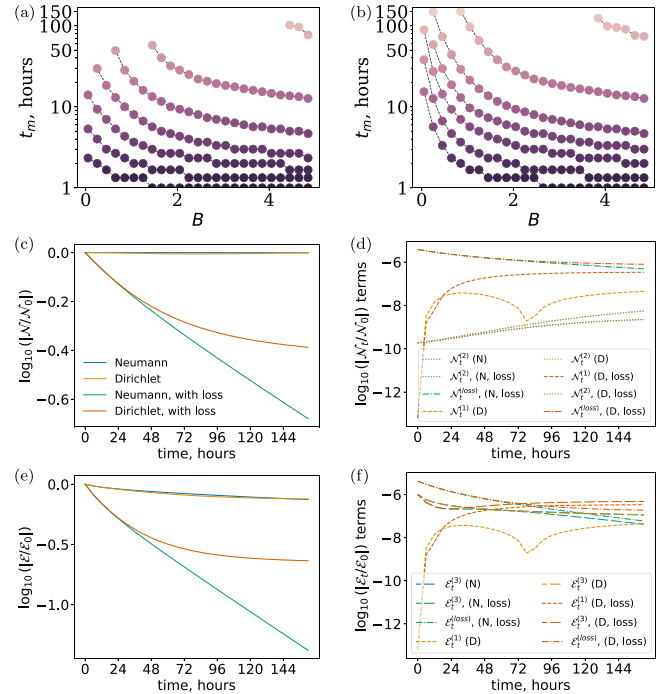 (a)
150
100
50
10
1
t_m, hours
0
2
4
B
(b)
150
100
50
10
1
t_m, hours
0
2
4
B
(c)
0.0
−0.2
−0.4
−0.6
log₁₀ (|𝒩/𝒩₀|)
Neumann
Dirichlet
Neumann, with loss
Dirichlet, with loss
0 24 48 72 96 120 144
time, hours
(d)
−6
−8
−10
−12
log₁₀ (|𝒩_t/𝒩₀|) terms
𝒩_t^(2) (N)
𝒩_t^(2), (N, loss)
𝒩_t^(loss), (N, loss)
𝒩_t^(1) (D)
𝒩_t^(2) (D)
𝒩_t^(1) (D, loss)
𝒩_t^(2), (D, loss)
𝒩_t^(loss), (D, loss)
0 24 48 72 96 120 144
time, hours
(e)
0.0
−0.5
−1.0
log₁₀ (|ℰ/ℰ₀|)
0 24 48 72 96 120 144
time, hours
(f)
−6
−8
−10
−12
log₁₀ (|ℰ_t/ℰ₀|) terms
ℰ_t^(3) (N)
ℰ_t^(3), (N, loss)
ℰ_t^(loss), (N, loss)
ℰ_t^(1) (D)
ℰ_t^(3) (D)
ℰ_t^(1) (D, loss)
ℰ_t^(3), (D, loss)
ℰ_t^(loss), (D, loss)
0 24 48 72 96 120 144
time, hours